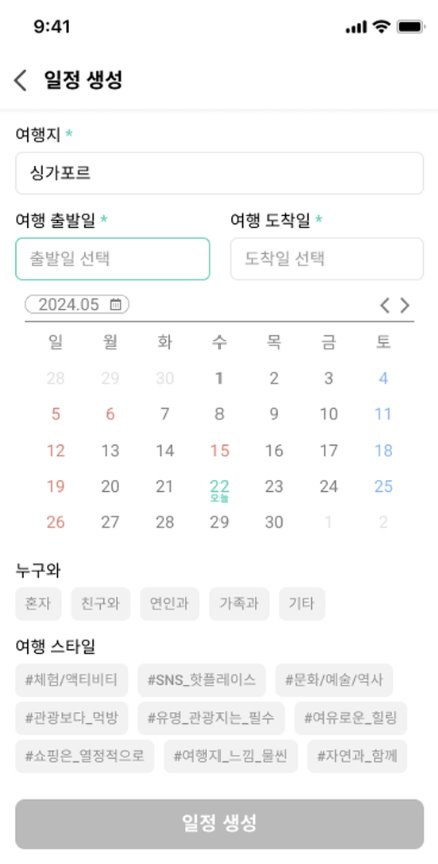 9:41
일정 생성
여행지 *
싱가포르
여행 출발일 * 여행 도착일 *
출발일 선택 도착일 선택
2024.05
일 월 화 수 목 금 토
28 29 30 1 2 3 4
5 6 7 8 9 10 11
12 13 14 15 16 17 18
19 20 21 22 23 24 25
오늘
26 27 28 29 30 1 2
누구와
혼자 친구와 연인과 가족과 기타
여행 스타일
#체험/액티비티 #SNS_핫플레이스 #문화/예술/역사
#관광보다_먹방 #유명_관광지는_필수 #여유로운_힐링
#쇼핑은_열정적으로 #여행지_느낌_물씬 #자연과_함께
일정 생성